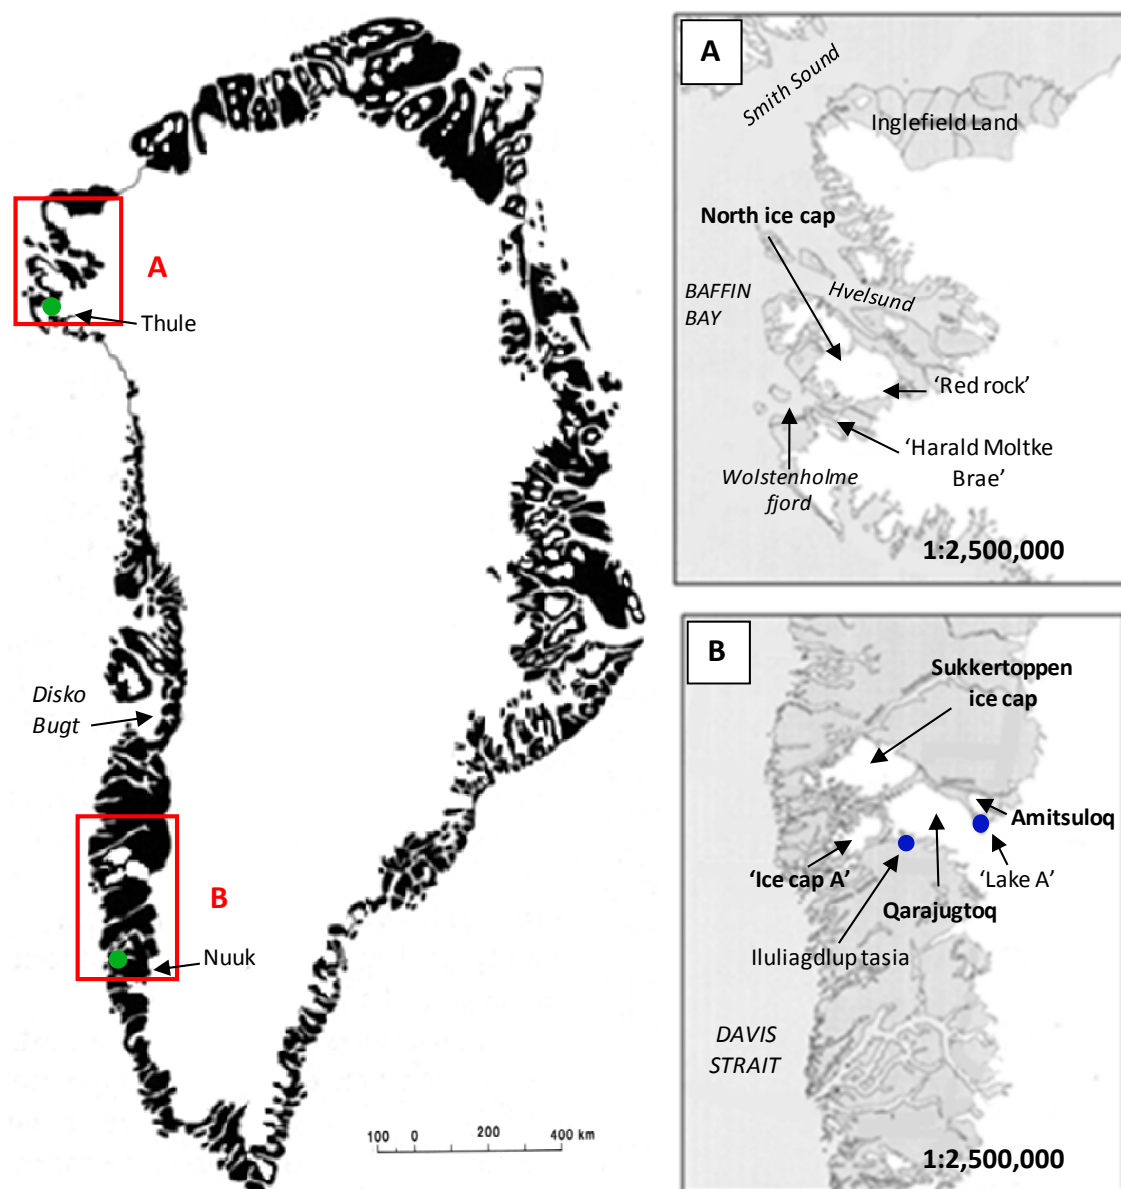 A
Thule
Disko
Bugt
B
Nuuk
100 0 200 400 km
A
Smith Sound
Inglefield Land
North ice cap
BAFFIN
BAY
Hvelsund
'Red rock'
'Harald Moltke
Brae'
Wolstenholme
fjord
1:2,500,000
B
Sukkertoppen
ice cap
Amitsuloq
'Ice cap A'
'Lake A'
Qarajugtoq
Iluliagdlup tasia
DAVIS
STRAIT
1:2,500,000